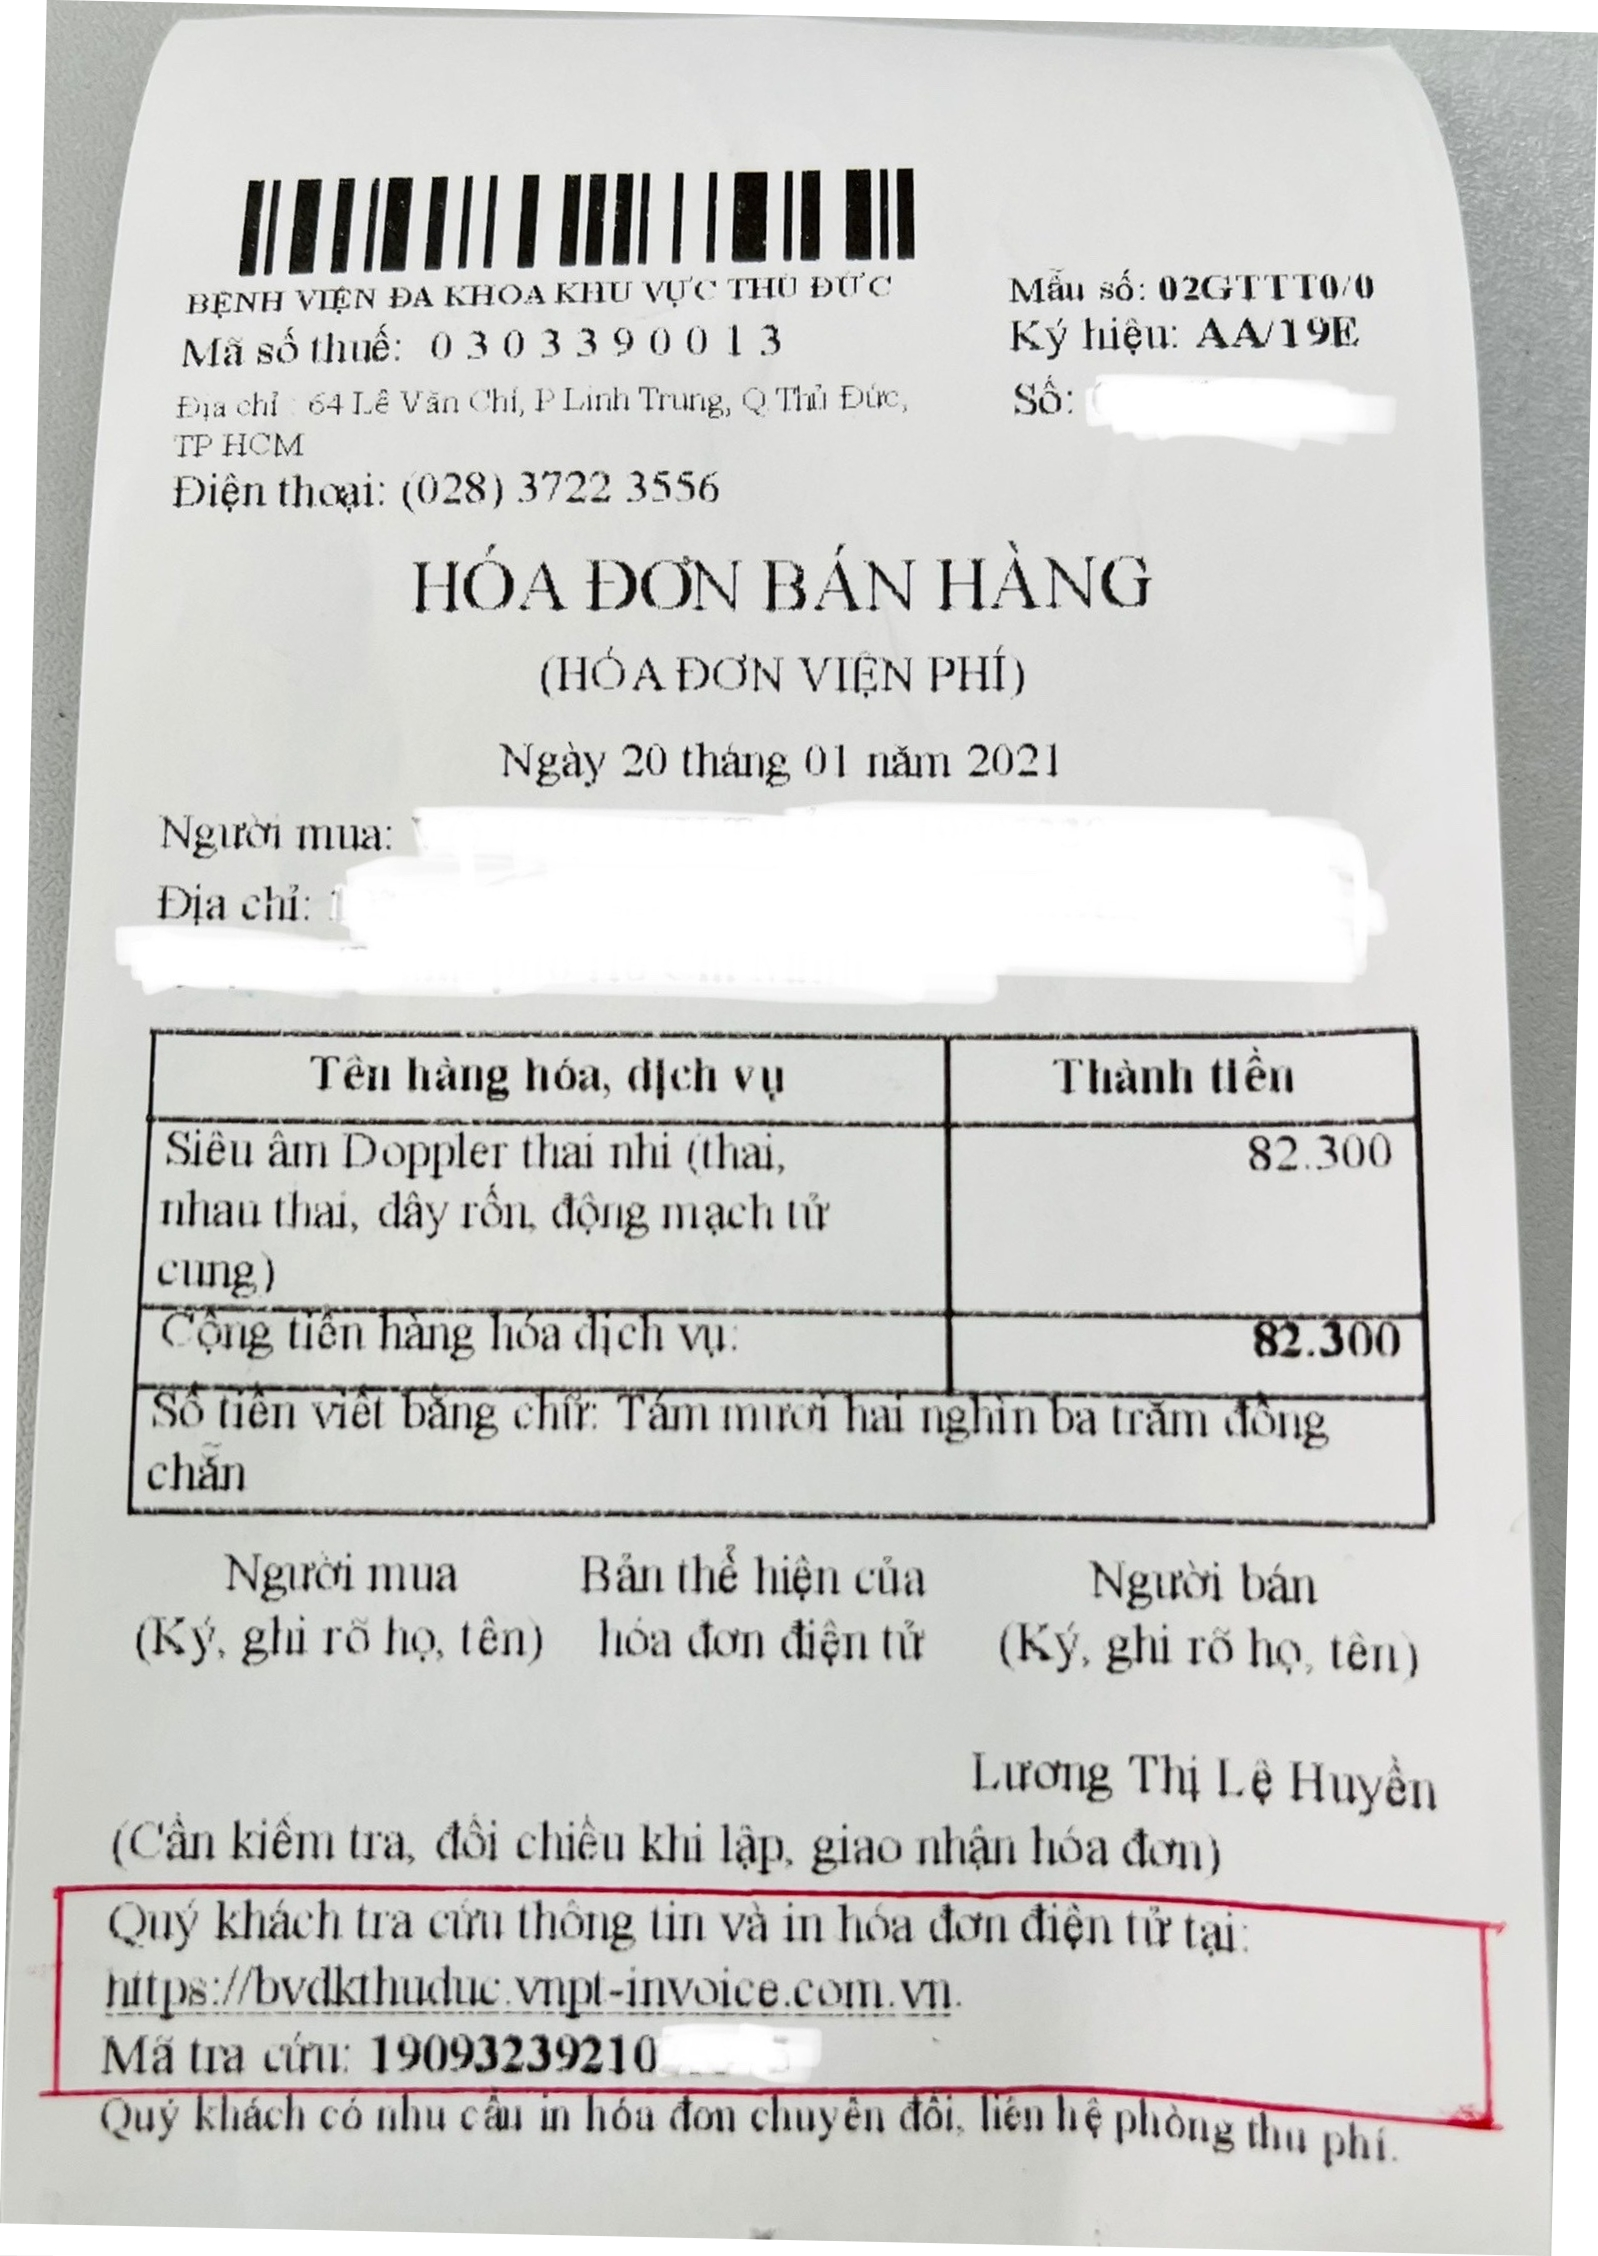 BỆNH VIỆN ĐA KHOA KHU VỰC THỦ ĐỨC
Mã số thuế: 0 3 0 3 3 9 0 0 1 3
Địa chỉ : 64 Lê Văn Chí, P Linh Trung, Q Thủ Đức,
TP HCM
Điện thoại: (028) 3722 3556
Mẫu số: 02GTTT0/0
Ký hiệu: AA/19E
Số:
HÓA ĐƠN BÁN HÀNG
(HÓA ĐƠN VIỆN PHÍ)
Ngày 20 tháng 01 năm 2021
Người mua:
Địa chỉ:
Tên hàng hóa, dịch vụ Thành tiền
Siêu âm Doppler thai nhi (thai, 82.300
nhau thai, dây rốn, động mạch tử
cung)
Cộng tiền hàng hóa dịch vụ: 82.300
Số tiền viết bằng chữ: Tám mươi hai nghìn ba trăm đồng
chẵn
Người mua Bản thể hiện của Người bán
(Ký, ghi rõ họ, tên) hóa đơn điện tử (Ký, ghi rõ họ, tên)
Lương Thị Lệ Huyền
(Cần kiểm tra, đối chiếu khi lập, giao nhận hóa đơn)
Quý khách tra cứu thông tin và in hóa đơn điện tử tại:
https://bvdkthuduc.vnpt-invoice.com.vn.
Mã tra cứu: 19093239210
Quý khách có nhu cầu in hóa đơn chuyển đổi, liên hệ phòng thu phí.